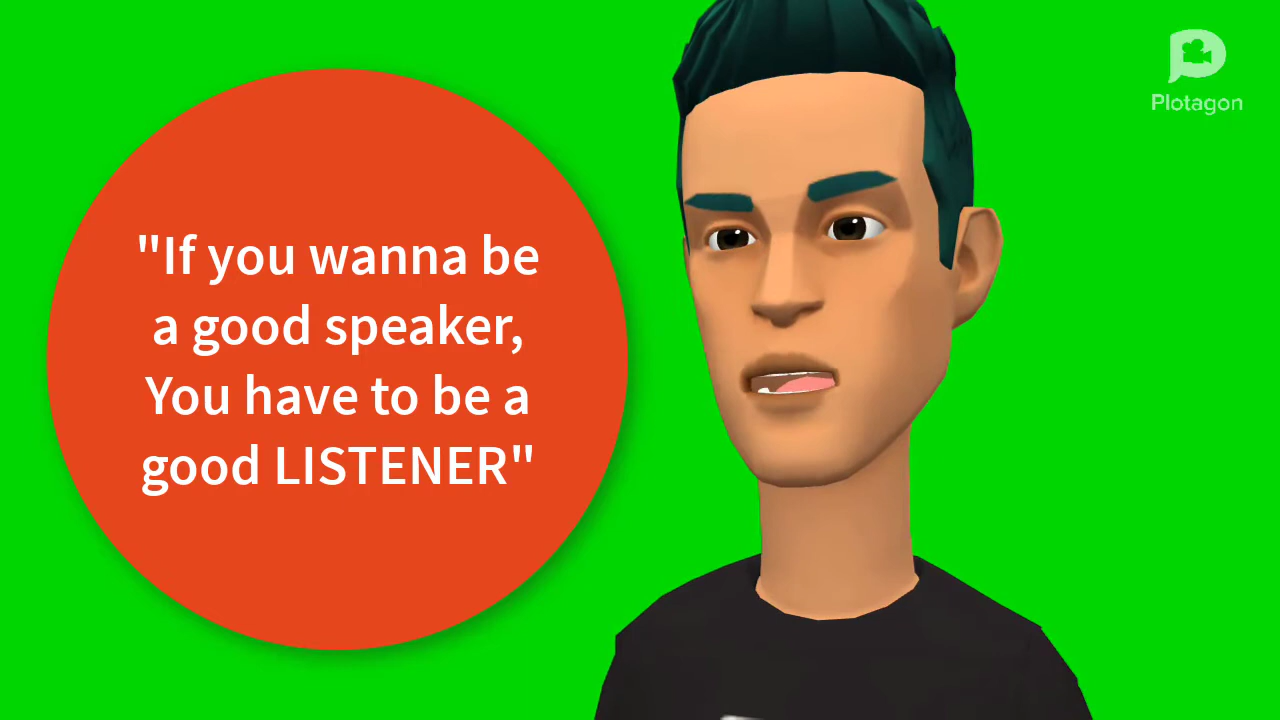 "If you wanna be
a good speaker,
You have to be a
good LISTENER"
Plotagon